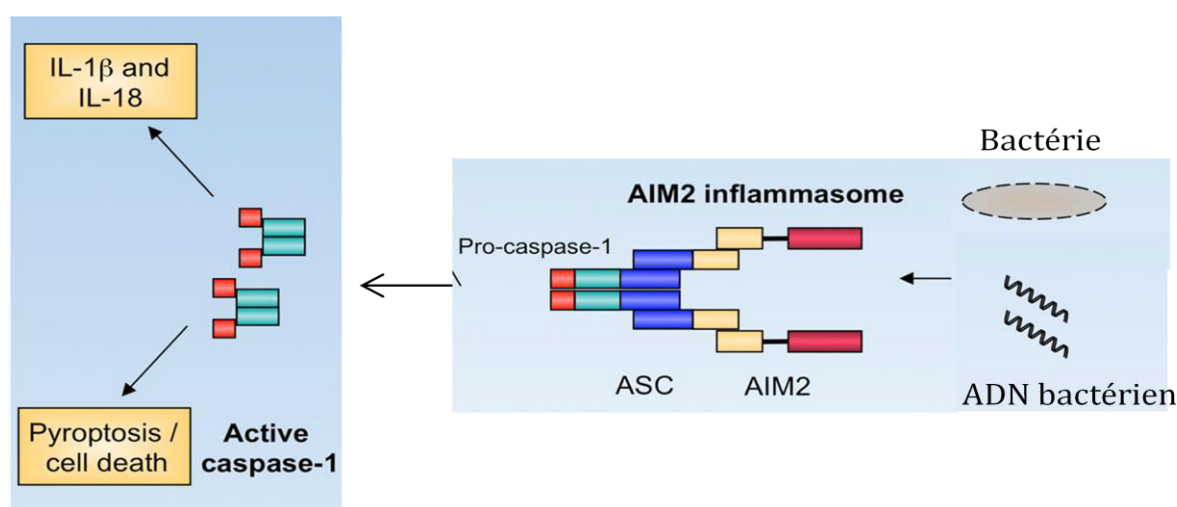 IL-1β and
IL-18
Pyroptosis /
cell death
Active
caspase-1
Pro-caspase-1
AIM2 inflammasome
ASC
AIM2
Bactérie
ADN bactérien